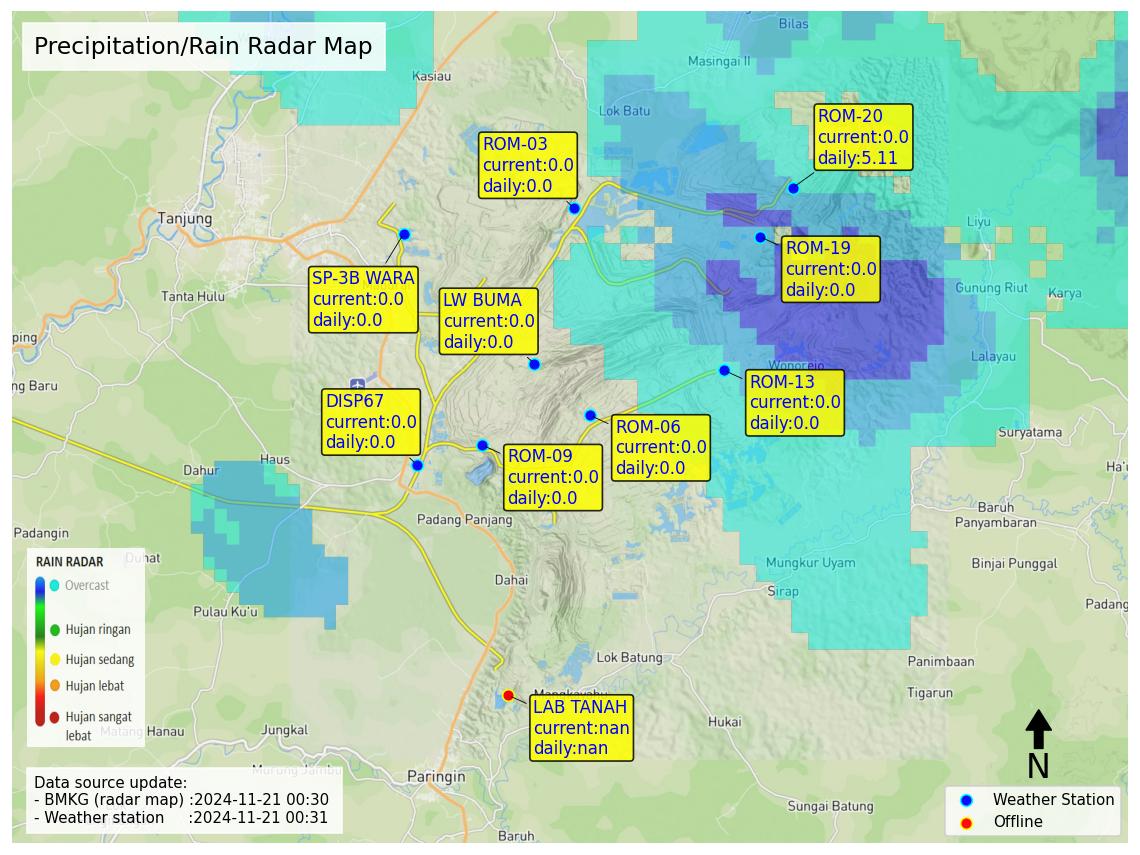 Precipitation/Rain Radar Map
Bilas
Masingai II
Kasiau
Lok Batu
ROM-20
current:0.0
daily:5.11
ROM-03
current:0.0
daily:0.0
Tanjung
Liyu
ROM-19
current:0.0
daily:0.0
SP-3B WARA
current:0.0
daily:0.0
Tanta Hulu
LW BUMA
current:0.0
daily:0.0
Gunung Riut
Karya
ping
Lalayau
Wonorejo
ng Baru
ROM-13
current:0.0
daily:0.0
DISP67
current:0.0
daily:0.0
ROM-06
current:0.0
daily:0.0
Suryatama
ROM-09
current:0.0
daily:0.0
Haus
Dahur
Ha'u
Padang Panjang
Baruh
Panyambaran
Padangin
Mungkur Uyam
Binjai Punggal
Dahai
Sirap
Padang
Pulau Ku'u
RAIN RADAR
Overcast
Hujan ringan
Hujan sedang
Hujan lebat
Hujan sangat
lebat
Lok Batung
Panimbaan
Tigarun
LAB TANAH
current:nan
daily:nan
Hukai
Manau
Jungkal
Paringin
N
Sungai Batung
Baruh
Data source update:
- BMKG (radar map) :2024-11-21 00:30
- Weather station :2024-11-21 00:31
Weather Station
Offline